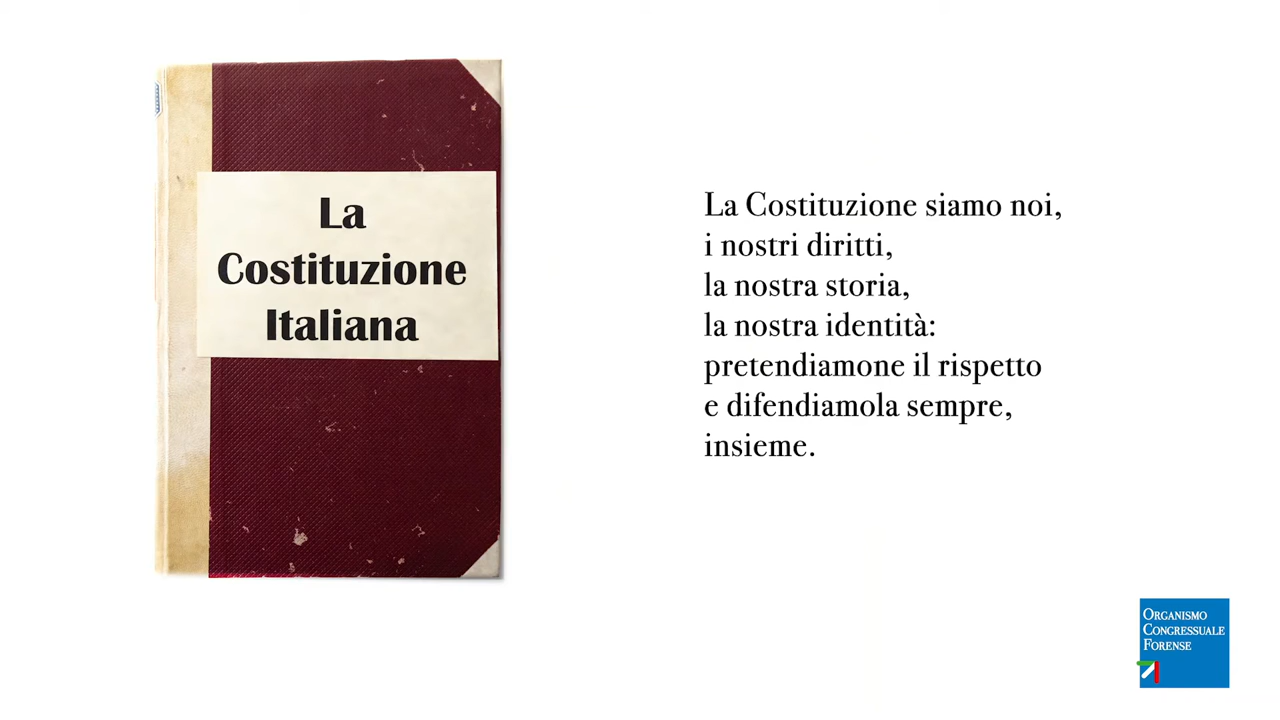 La
Costituzione
Italiana
La Costituzione siamo noi,
i nostri diritti,
la nostra storia,
la nostra identità:
pretendiamone il rispetto
e difendiamola sempre,
insieme.
ORGANISMO
CONGRESSUALE
FORENSE